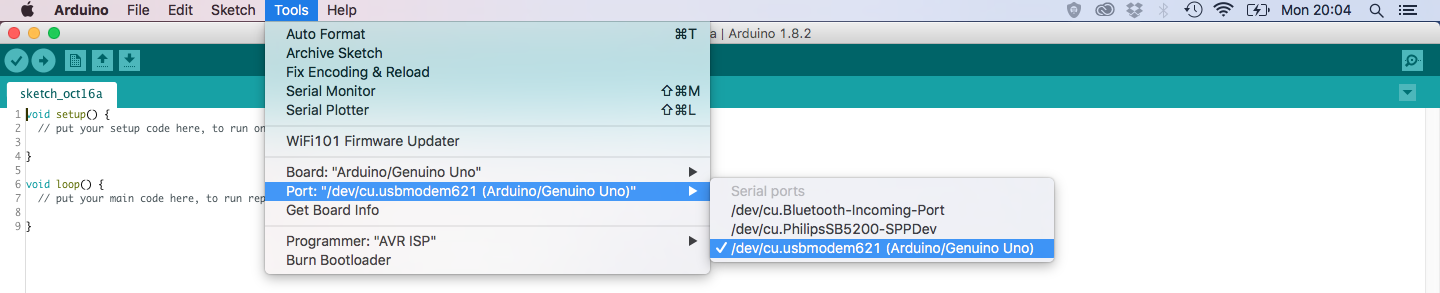 Arduino File Edit Sketch Tools Help Mon 20:04
a | Arduino 1.8.2
Auto Format ⌘T
Archive Sketch
Fix Encoding & Reload
Serial Monitor ⇧⌘M
Serial Plotter ⇧⌘L
WiFi101 Firmware Updater
Board: "Arduino/Genuino Uno"
Port: "/dev/cu.usbmodem621 (Arduino/Genuino Uno)"
Get Board Info
Programmer: "AVR ISP"
Burn Bootloader
Serial ports
/dev/cu.Bluetooth-Incoming-Port
/dev/cu.PhilipsSB5200-SPPDev
✓ /dev/cu.usbmodem621 (Arduino/Genuino Uno)
sketch_oct16a
1 void setup() {
2 // put your setup code here, to run on
3
4 }
5
6 void loop() {
7 // put your main code here, to run rep
8
9 }